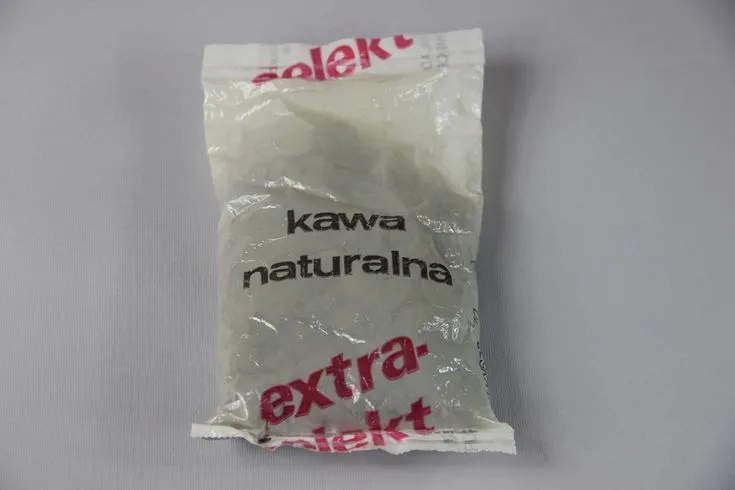 selekt
kawa
naturalna
extra-
selekt